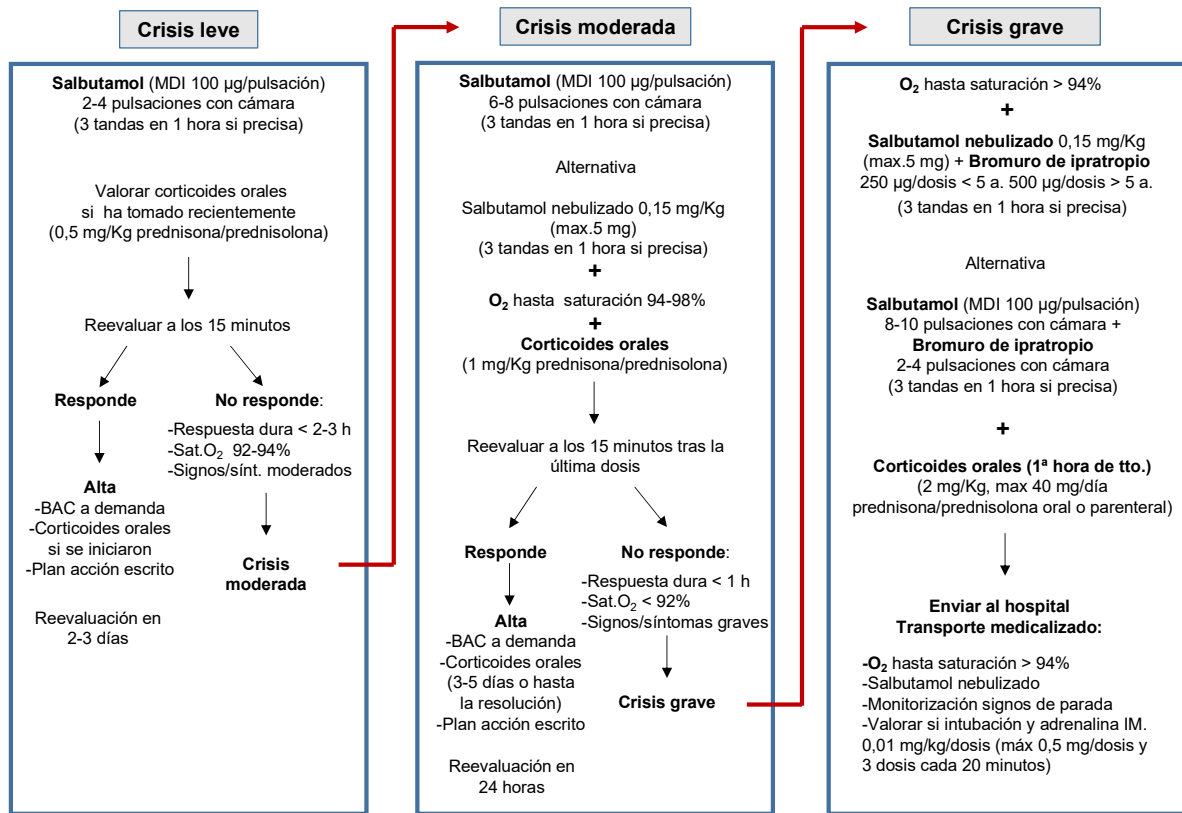 Crisis leve
Salbutamol (MDI 100 µg/pulsación)
2-4 pulsaciones con cámara
(3 tandas en 1 hora si precisa)
Valorar corticoides orales
si ha tomado recientemente
(0,5 mg/Kg prednisona/prednisolona)
Reevaluar a los 15 minutos
Responde
Alta
-BAC a demanda
-Corticoides orales
si se iniciaron
-Plan acción escrito
Reevaluación en
2-3 días
No responde:
-Respuesta dura < 2-3 h
-Sat.O₂ 92-94%
-Signos/sínt. moderados
Crisis
moderada
Crisis moderada
Salbutamol (MDI 100 µg/pulsación)
6-8 pulsaciones con cámara
(3 tandas en 1 hora si precisa)
Alternativa
Salbutamol nebulizado 0,15 mg/Kg
(max.5 mg)
(3 tandas en 1 hora si precisa)
+
O₂ hasta saturación 94-98%
+
Corticoides orales
(1 mg/Kg prednisona/prednisolona)
Reevaluar a los 15 minutos tras la
última dosis
Responde
Alta
-BAC a demanda
-Corticoides orales
(3-5 días o hasta
la resolución)
-Plan acción escrito
Reevaluación en
24 horas
No responde:
-Respuesta dura < 1 h
-Sat.O₂ < 92%
-Signos/síntomas graves
Crisis grave
Crisis grave
O₂ hasta saturación > 94%
+
Salbutamol nebulizado 0,15 mg/Kg
(max.5 mg) + Bromuro de ipratropio
250 µg/dosis < 5 a. 500 µg/dosis > 5 a.
(3 tandas en 1 hora si precisa)
Alternativa
Salbutamol (MDI 100 µg/pulsación)
8-10 pulsaciones con cámara +
Bromuro de ipratropio
2-4 pulsaciones con cámara
(3 tandas en 1 hora si precisa)
+
Corticoides orales (1ª hora de tto.)
(2 mg/Kg, max 40 mg/día
prednisona/prednisolona oral o parenteral)
Enviar al hospital
Transporte medicalizado:
-O₂ hasta saturación > 94%
-Salbutamol nebulizado
-Monitorización signos de parada
-Valorar si intubación y adrenalina IM.
0,01 mg/kg/dosis (máx 0,5 mg/dosis y
3 dosis cada 20 minutos)